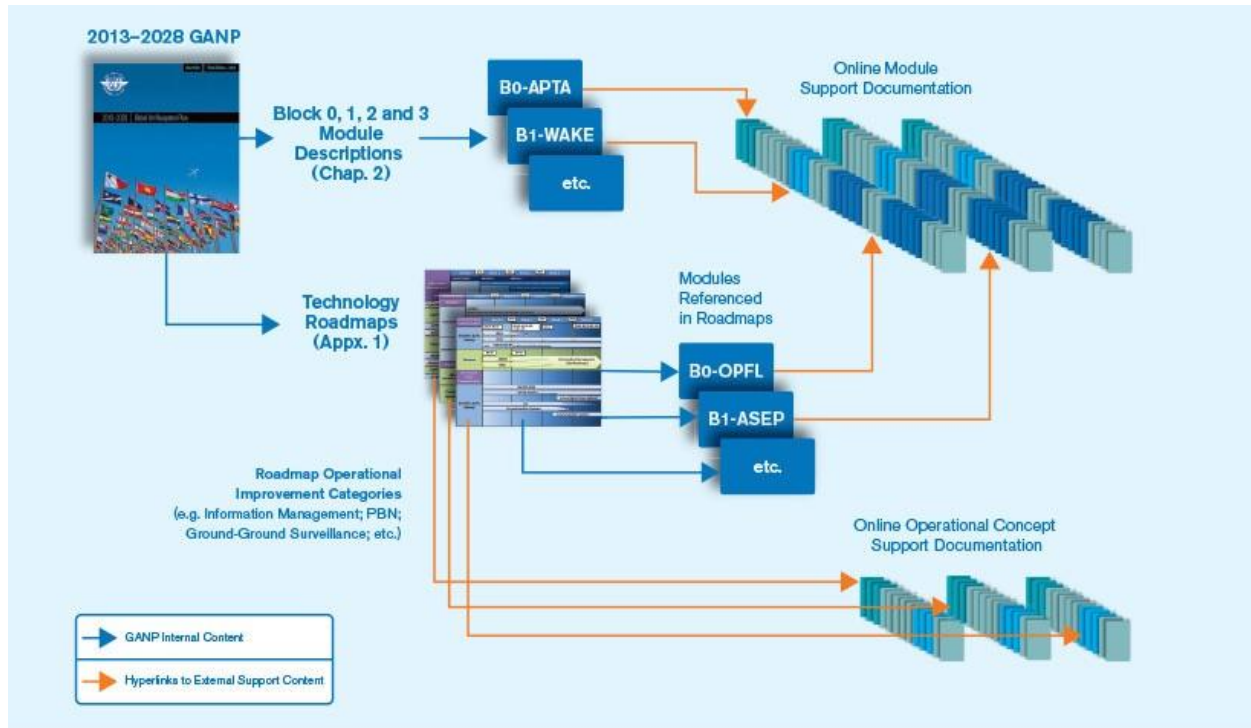 2013–2028 GANP
Block 0, 1, 2 and 3
Module
Descriptions
(Chap. 2)
B0-APTA
B1-WAKE
etc.
Online Module
Support Documentation
Technology
Roadmaps
(Appx. 1)
Modules
Referenced
in Roadmaps
B0-OPFL
B1-ASEP
etc.
Roadmap Operational
Improvement Categories
(e.g. Information Management; PBN;
Ground-Ground Surveillance; etc.)
Online Operational Concept
Support Documentation
GANP Internal Content
Hyperlinks to External Support Content